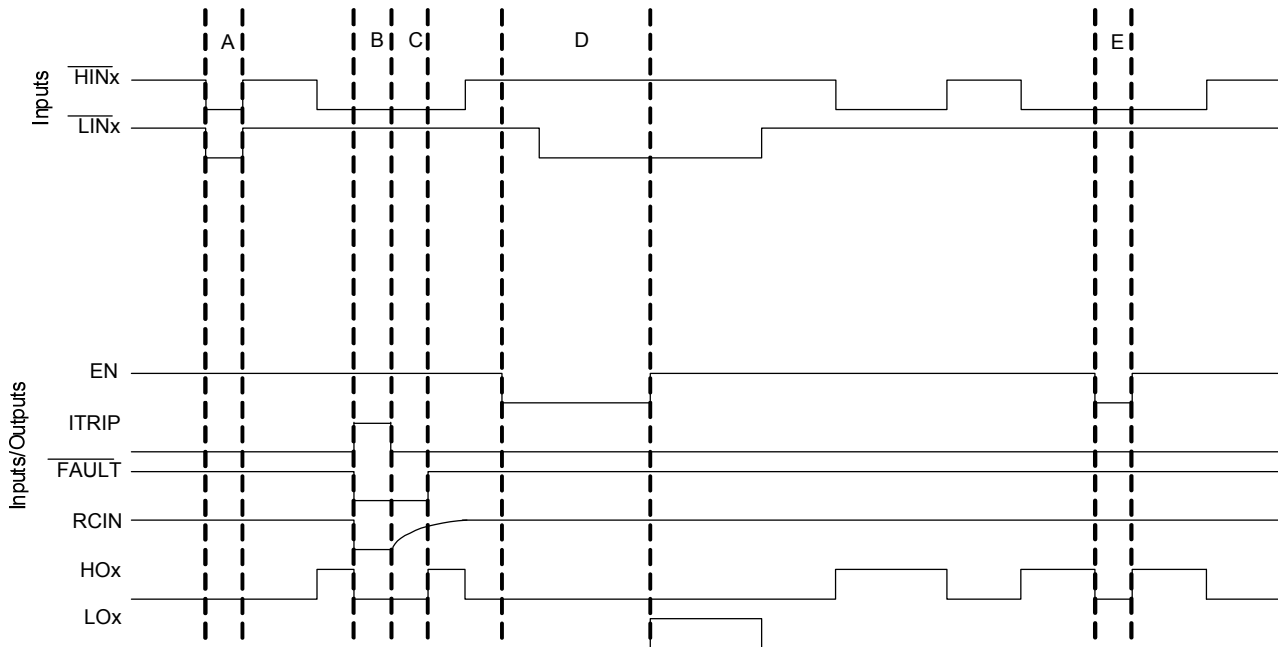 A
B
C
D
E
Inputs
HINx
LINx
Inputs/Outputs
EN
ITRIP
FAULT
RCIN
HOx
LOx